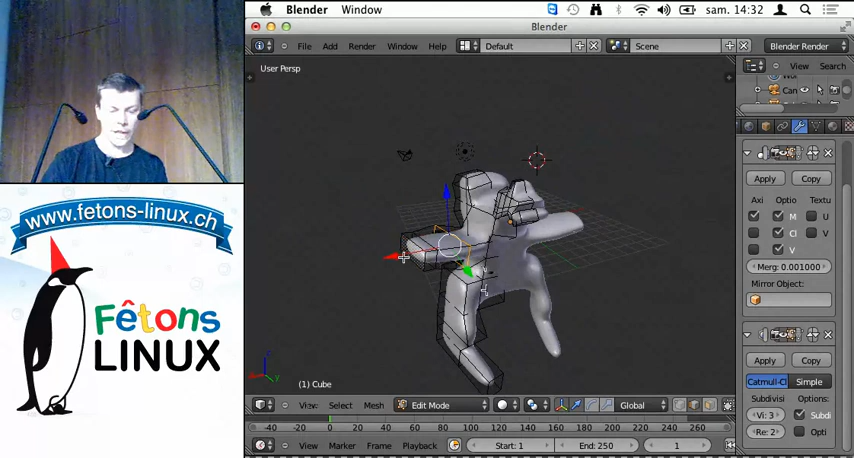 Blender Window sam. 14:32
Blender
File Add Render Window Help Default Scene Blender Render
User Persp
View Search
Can
Apply Copy
Axi Optio Textu
M U
Cl V
V
Merg: 0.001000
Mirror Object:
Apply Copy
Catmull-Cl Simple
Subdivisi Options:
Vi: 3 Subdi
Re: 2 Opti
(1) Cube
View Select Mesh Edit Mode Global
-40 -20 0 20 40 60 80 100 120 140 160 180 200 220 240 260
View Marker Frame Playback Start: 1 End: 250 1
www.fetons-linux.ch
Fêtons
LINUX